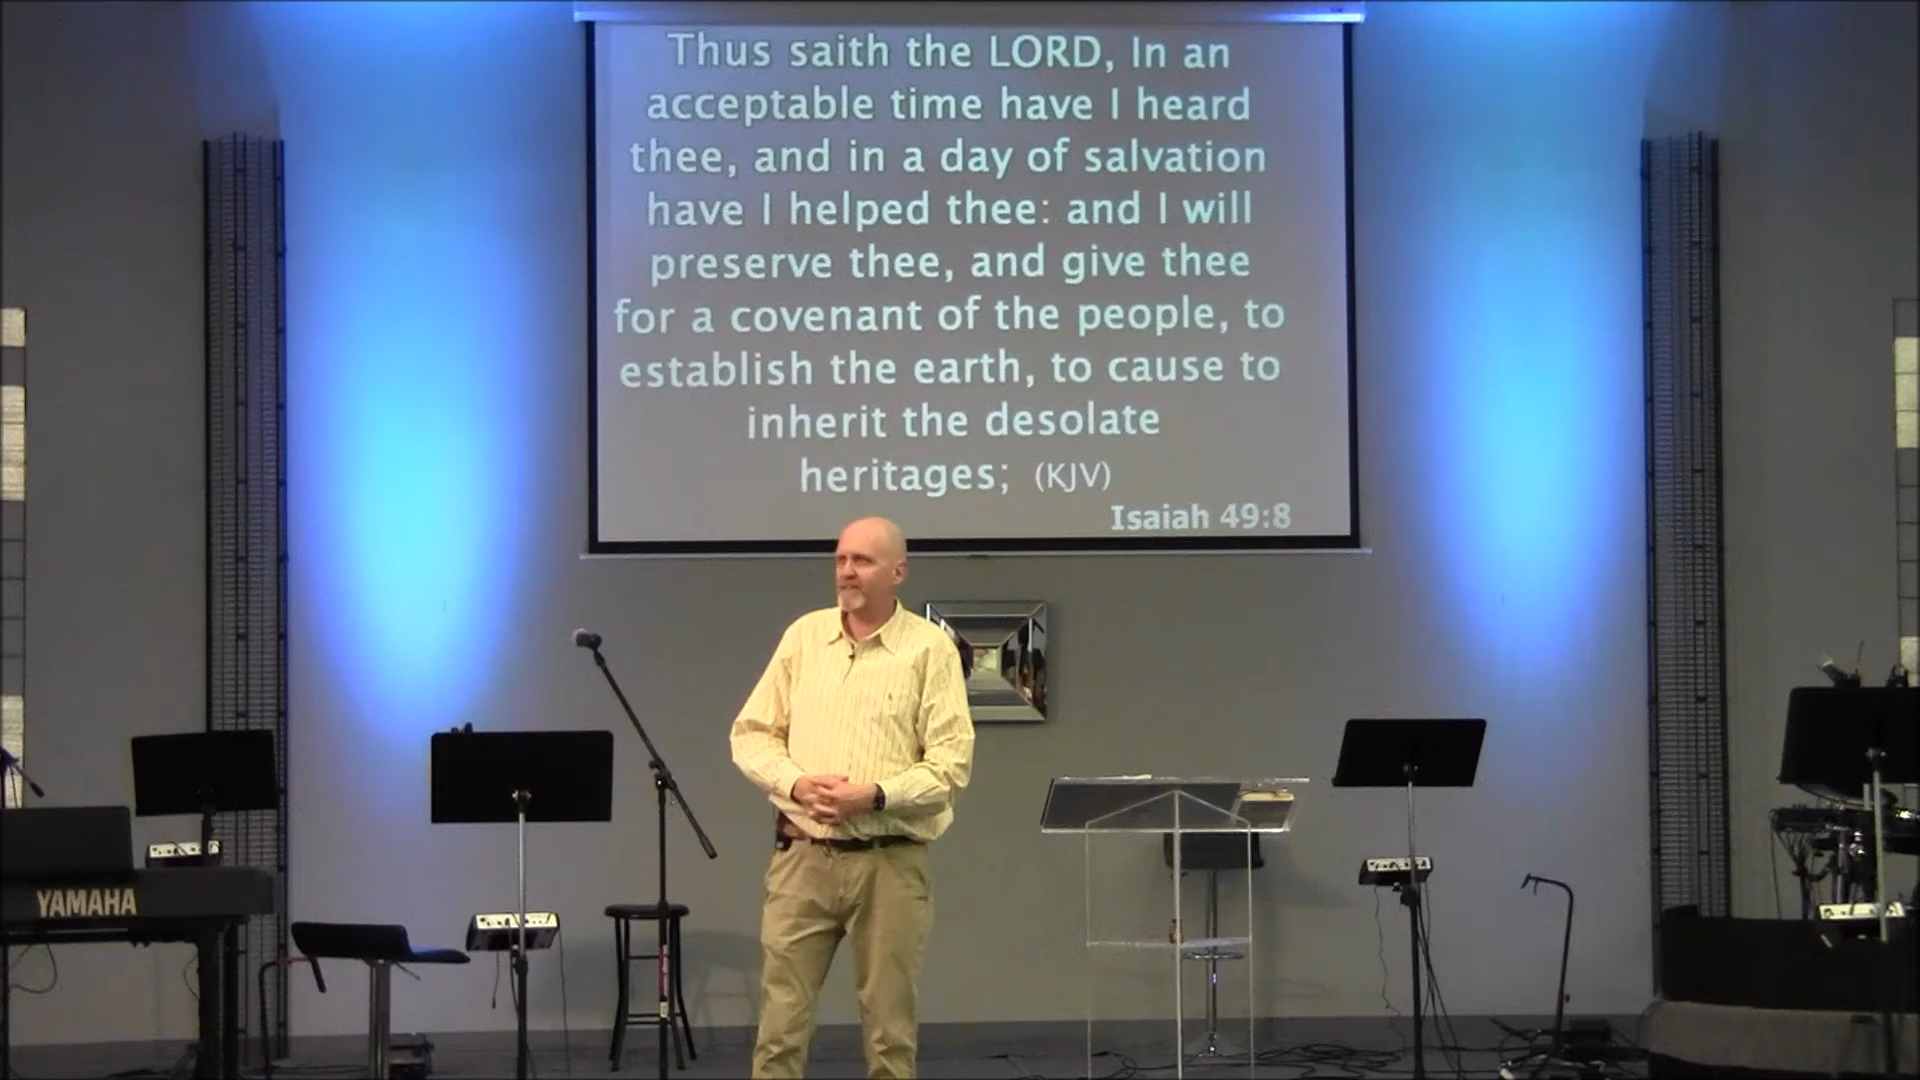 Thus saith the LORD, In an
acceptable time have I heard
thee, and in a day of salvation
have I helped thee: and I will
preserve thee, and give thee
for a covenant of the people, to
establish the earth, to cause to
inherit the desolate
heritages; (KJV)
Isaiah 49:8
YAMAHA